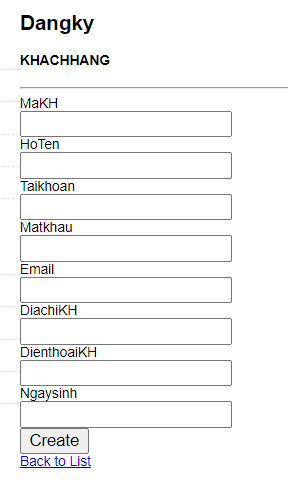 Dangky
KHACHHANG
MaKH
HoTen
Taikhoan
Matkhau
Email
DiachiKH
DienthoaiKH
Ngaysinh
Create
Back to List